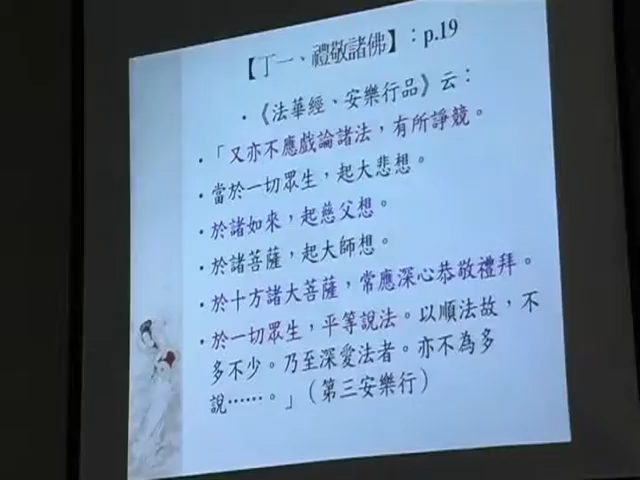 【丁一、禮敬諸佛】：p.19
•《法華經、安樂行品》云：
•「又亦不應戲論諸法，有所諍競。
•當於一切眾生，起大悲想。
•於諸如來，起慈父想。
•於諸菩薩，起大師想。
•於十方諸大菩薩，常應深心恭敬禮拜。
•於一切眾生，平等說法。以順法故，不
多不少。乃至深愛法者。亦不為多
說……。」（第三安樂行）